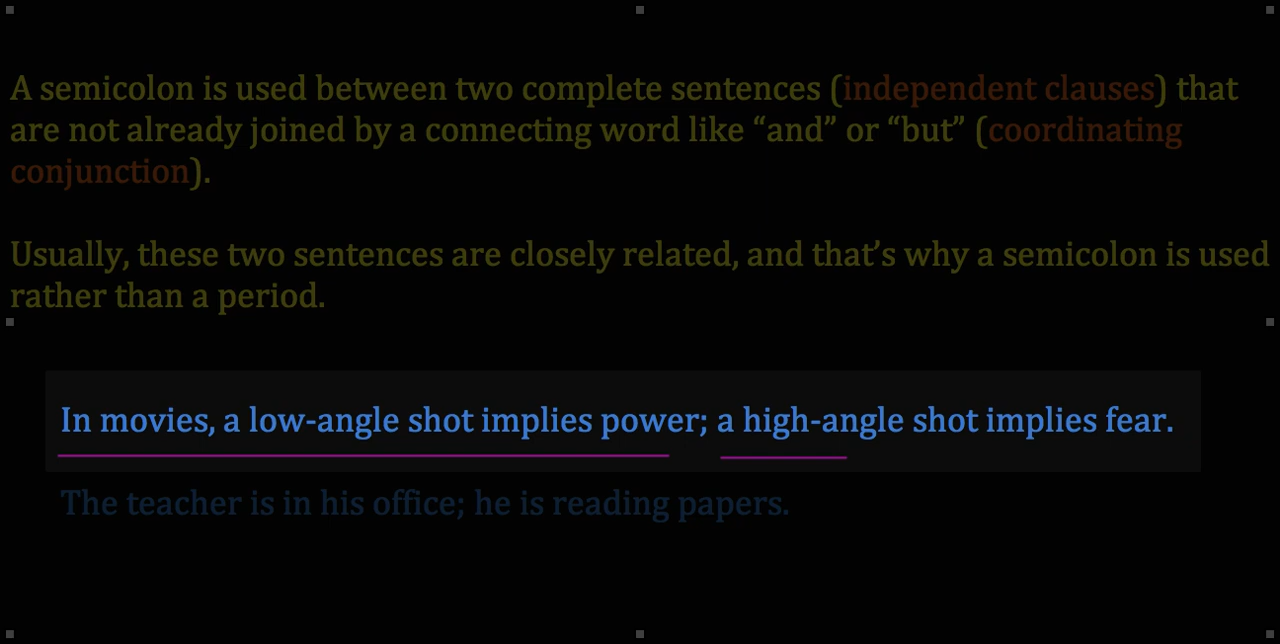 A semicolon is used between two complete sentences (independent clauses) that
are not already joined by a connecting word like “and” or “but” (coordinating
conjunction).
Usually, these two sentences are closely related, and that’s why a semicolon is used
rather than a period.
In movies, a low-angle shot implies power; a high-angle shot implies fear.
The teacher is in his office; he is reading papers.